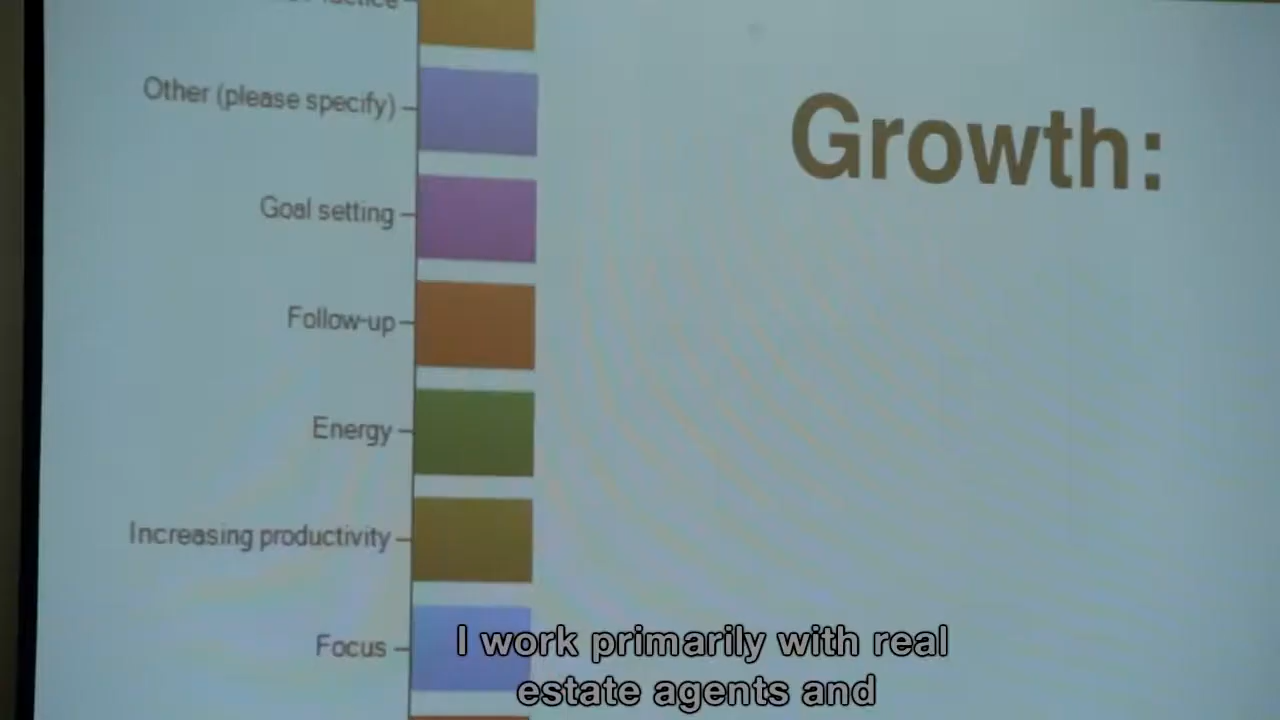 Other (please specify)
Growth:
Goal setting
Follow-up
Energy
Increasing productivity
Focus
I work primarily with real
estate agents and